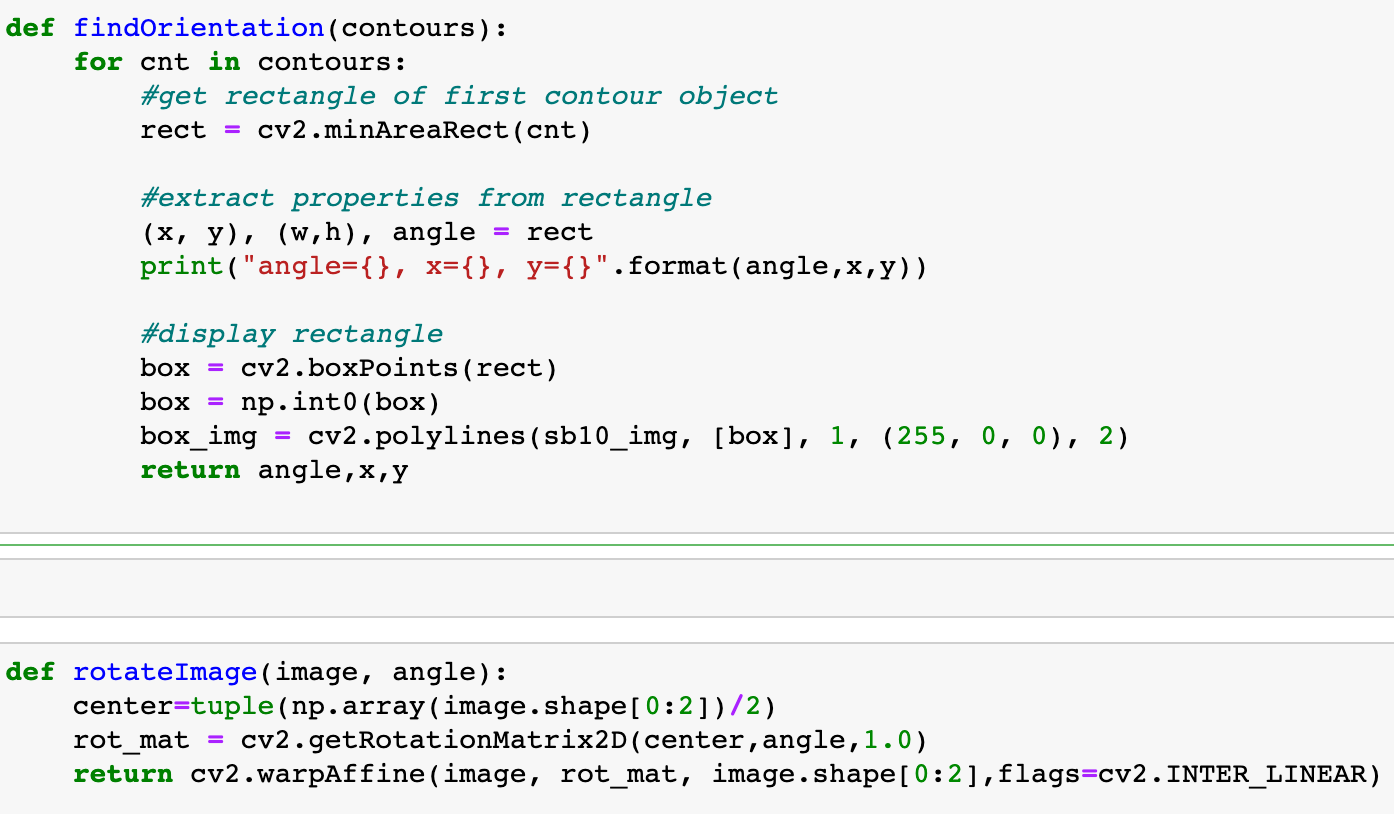 def findOrientation(contours):
    for cnt in contours:
        #get rectangle of first contour object
        rect = cv2.minAreaRect(cnt)
        #extract properties from rectangle
        (x, y), (w,h), angle = rect
        print("angle={}, x={}, y={}".format(angle,x,y))
        #display rectangle
        box = cv2.boxPoints(rect)
        box = np.int0(box)
        box_img = cv2.polylines(sb10_img, [box], 1, (255, 0, 0), 2)
        return angle,x,y
def rotateImage(image, angle):
    center=tuple(np.array(image.shape[0:2])/2)
    rot_mat = cv2.getRotationMatrix2D(center,angle,1.0)
    return cv2.warpAffine(image, rot_mat, image.shape[0:2],flags=cv2.INTER_LINEAR)